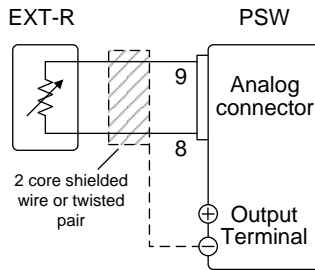 EXT-R
PSW
9
Analog
connector
8
2 core shielded
wire or twisted
pair
Output
Terminal